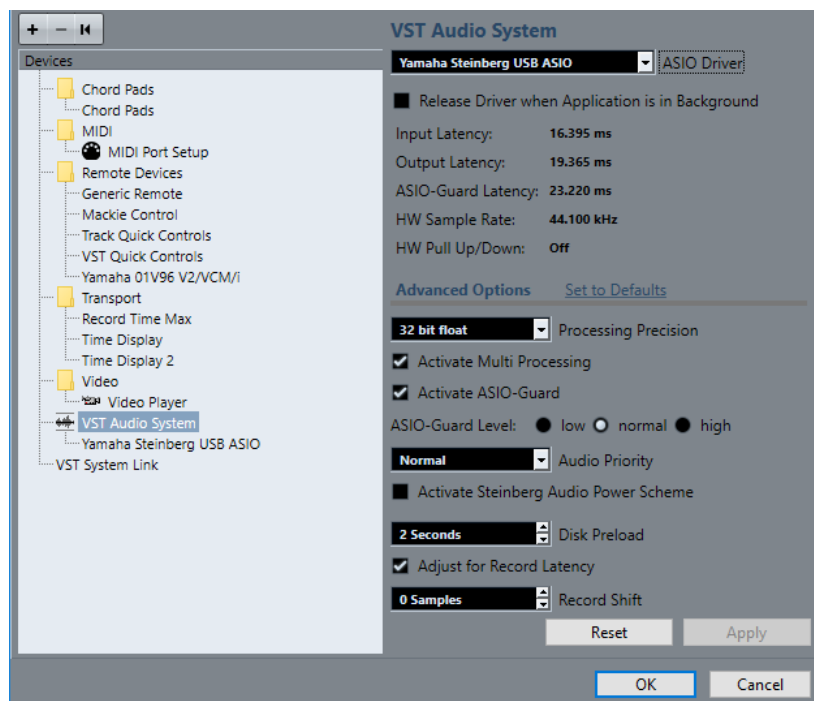 Devices
Chord Pads
Chord Pads
MIDI
MIDI Port Setup
Remote Devices
Generic Remote
Mackie Control
Track Quick Controls
VST Quick Controls
Yamaha 01V96 V2/VCM/i
Transport
Record Time Max
Time Display
Time Display 2
Video
Video Player
VST Audio System
Yamaha Steinberg USB ASIO
VST System Link
VST Audio System
Yamaha Steinberg USB ASIO ASIO Driver
Release Driver when Application is in Background
Input Latency: 16.395 ms
Output Latency: 19.365 ms
ASIO-Guard Latency: 23.220 ms
HW Sample Rate: 44.100 kHz
HW Pull Up/Down: Off
Advanced Options Set to Defaults
32 bit float Processing Precision
Activate Multi Processing
Activate ASIO-Guard
ASIO-Guard Level: low normal high
Normal Audio Priority
Activate Steinberg Audio Power Scheme
2 Seconds Disk Preload
Adjust for Record Latency
0 Samples Record Shift
Reset Apply
OK Cancel